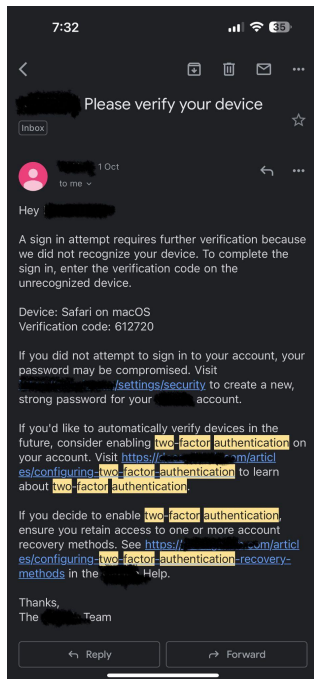 7:32
35
Please verify your device
Inbox
1 Oct
to me
Hey
A sign in attempt requires further verification because
we did not recognize your device. To complete the
sign in, enter the verification code on the
unrecognized device.
Device: Safari on macOS
Verification code: 612720
If you did not attempt to sign in to your account, your
password may be compromised. Visit
/settings/security to create a new,
strong password for your account.
If you'd like to automatically verify devices in the
future, consider enabling two-factor authentication on
your account. Visit https:// m/articl
es/configuring-two-factor-authentication to learn
about two-factor authentication.
If you decide to enable two-factor authentication,
ensure you retain access to one or more account
recovery methods. See https:// om/articl
es/configuring-two-factor-authentication-recovery-
methods in the Help.
Thanks,
The Team
Reply
Forward